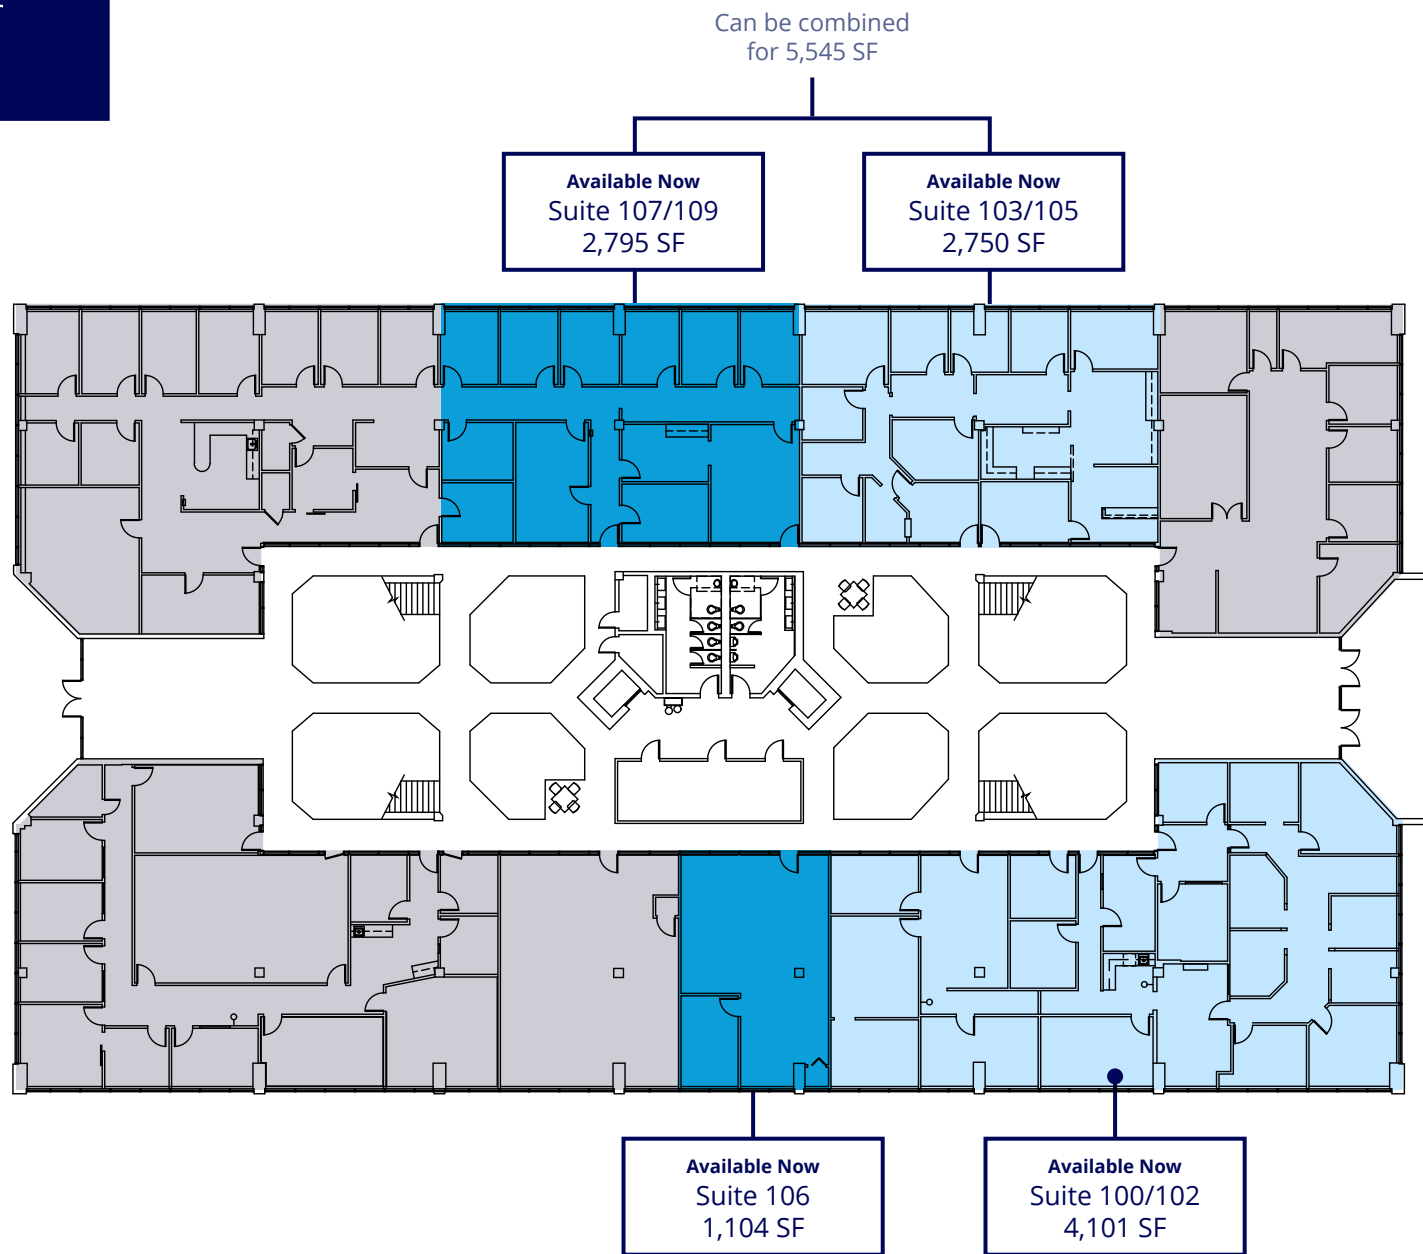 Can be combined
for 5,545 SF
Available Now
Suite 107/109
2,795 SF
Available Now
Suite 103/105
2,750 SF
Available Now
Suite 106
1,104 SF
Available Now
Suite 100/102
4,101 SF